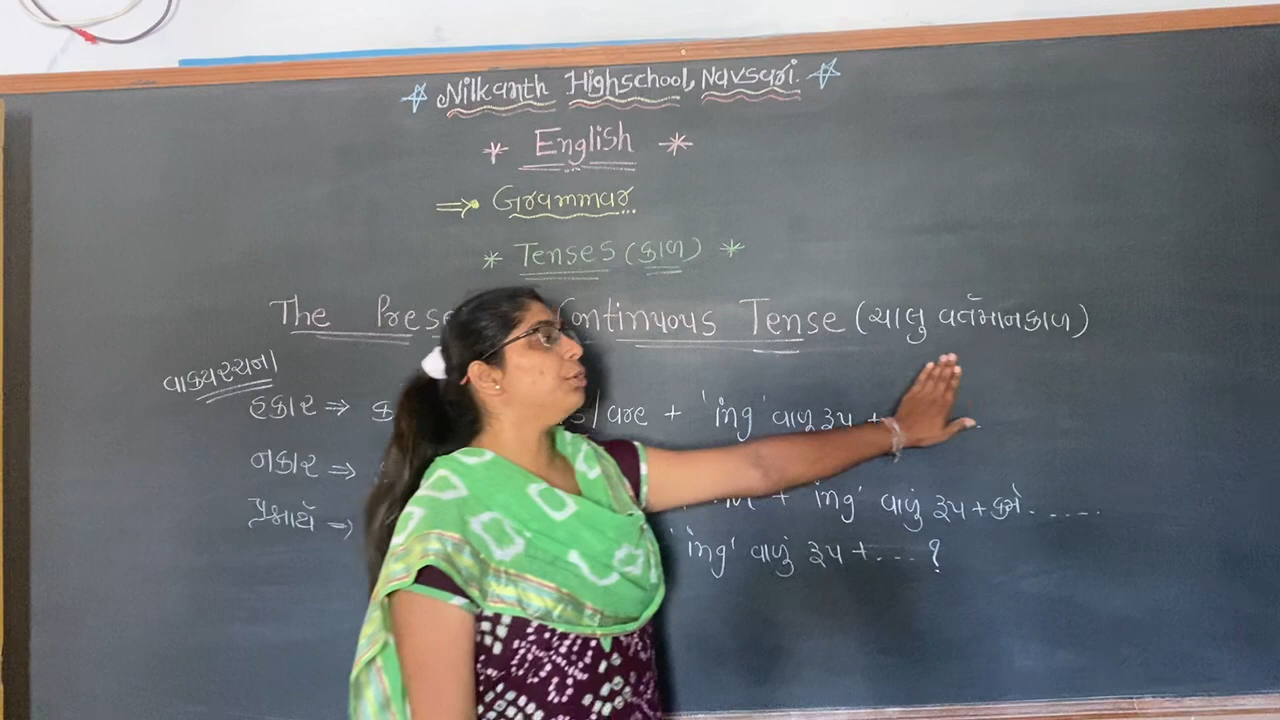 Nilkanth Highschool, Navsari.
* English *
⇒ Grammar...
* Tenses (કાળ) *
The Prese Continuous Tense (ચાલુ વર્તમાનકાળ)
વાક્યરચના
હકાર ⇒ ક /are + 'ing' વાળુ રૂપ +
નકાર ⇒ + 'ing' વાળું રૂપ + કર્મ......
પ્રશ્નાર્થ ⇒ 'ing' વાળું રૂપ +.... ?